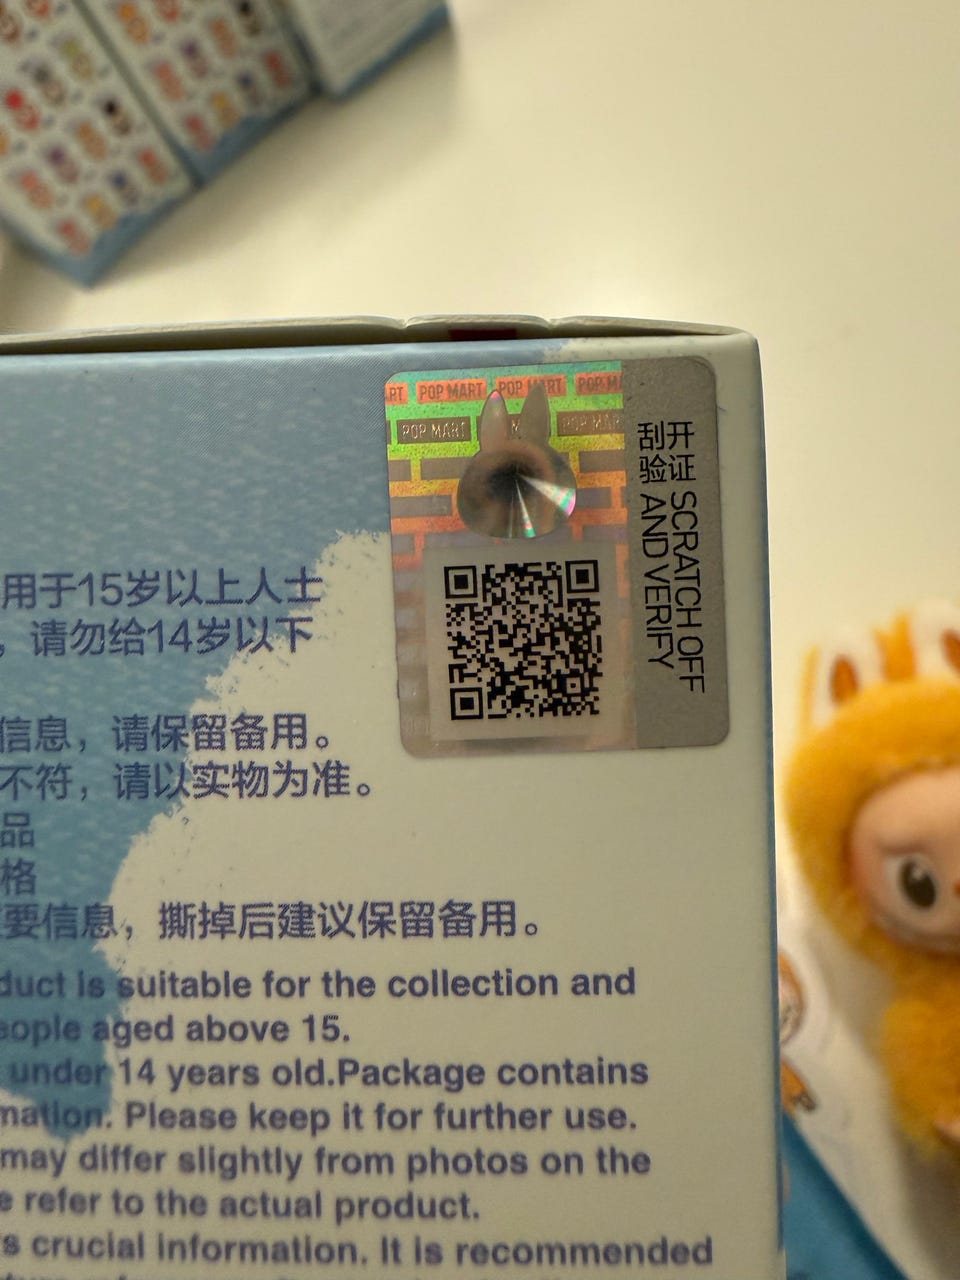 RT POP MART POP MART POP MA
POP MART M POP MA
开 SCRATCH OFF
刮
证 AND VERIFY
验
用于15岁以上人士
，请勿给14岁以下
信息，请保留备用。
不符，请以实物为准。
品
格
要信息，撕掉后建议保留备用。
duct is suitable for the collection and
eople aged above 15.
under 14 years old.Package contains
mation. Please keep it for further use.
may differ slightly from photos on the
e refer to the actual product.
s crucial information. It is recommended